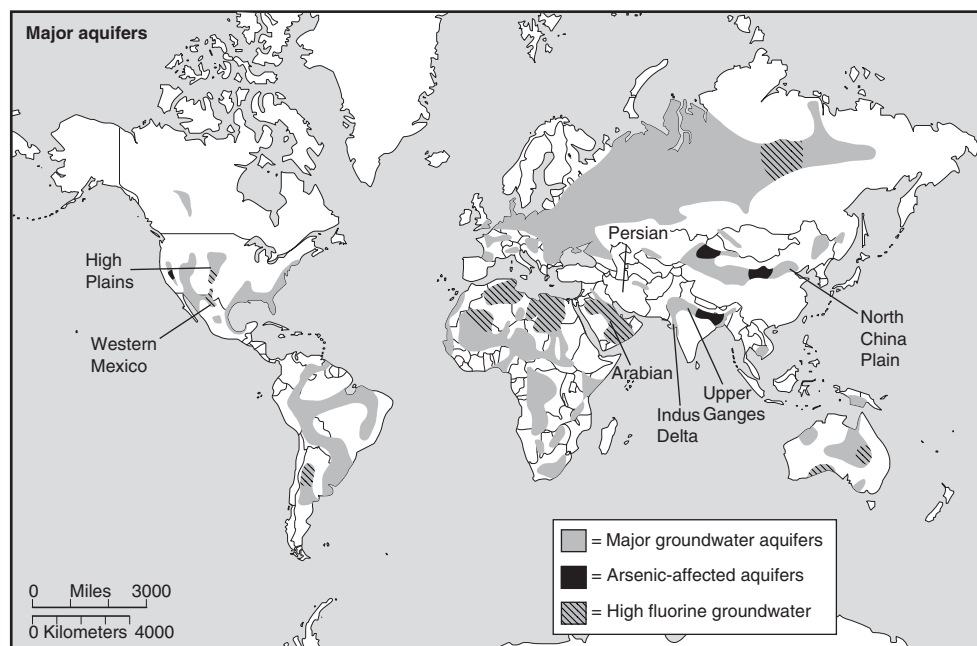 Major aquifers
High
Plains
Western
Mexico
Persian
Arabian
Indus
Delta
Upper
Ganges
North
China
Plain
= Major groundwater aquifers
= Arsenic-affected aquifers
= High fluorine groundwater
0 Miles 3000
0 Kilometers 4000